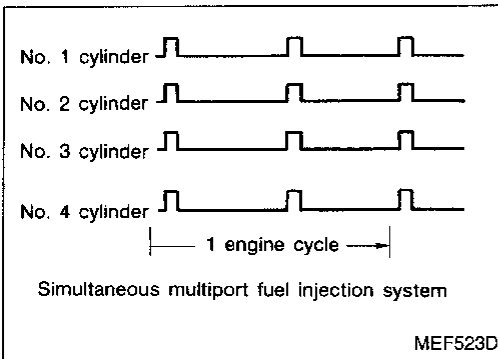 No. 1 cylinder
No. 2 cylinder
No. 3 cylinder
No. 4 cylinder
1 engine cycle
Simultaneous multiport fuel injection system
MEF523D